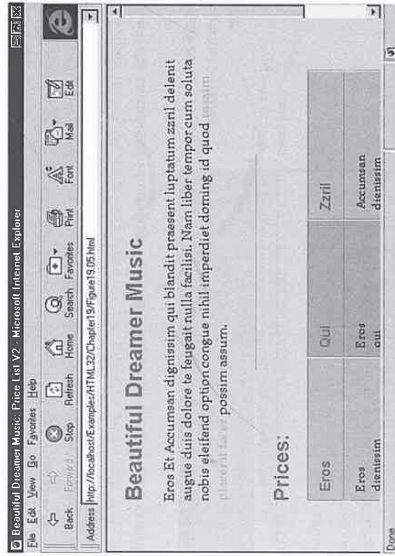 Beautiful Dreamer Music: Price List V2 - Microsoft Internet Explorer
File Edit View Go Favorites Help
Back Forward Stop Refresh Home Search Favorites Print Font Mail Edit
Address http://localhost/Examples/HTML32/Chapter19/Figure19.05.html
Beautiful Dreamer Music
Eros Et Accumsan dignissim qui blandit praesent luptatum zzril delenit
augue duis dolore te feugait nulla facilisi. Nam liber tempor cum soluta
nobis eleifend option congue nihil imperdiet doming id quod mazim
placerat facer possim assum.
Prices:
Eros Qui Zzril
Eros Eros Accumsan
dignissim qui dignissim
Done